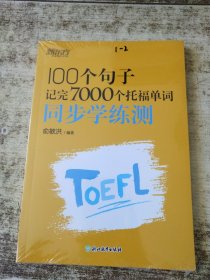 新东方
1-2
100个句子
记完7000个托福单词
同步学练测
俞敏洪 编著
TOEFL
浙江教育出版社